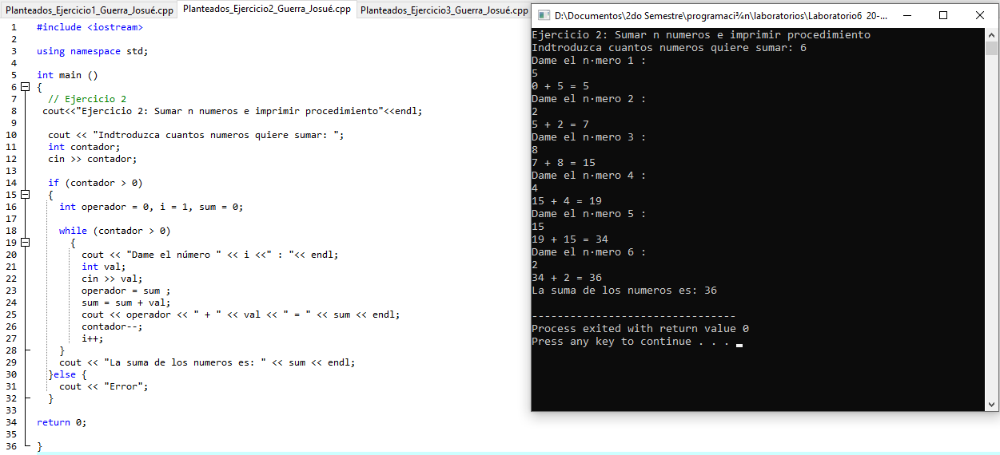 Planteados_Ejercicio1_Guerra_Josué.cpp Planteados_Ejercicio2_Guerra_Josué.cpp Planteados_Ejercicio3_Guerra_Josué.cpp
1 #include <iostream>
2
3 using namespace std;
4
5 int main ()
6 {
7 // Ejercicio 2
8 cout<<"Ejercicio 2: Sumar n numeros e imprimir procedimiento"<<endl;
9
10 cout << "Indtroduzca cuantos numeros quiere sumar: ";
11 int contador;
12 cin >> contador;
13
14 if (contador > 0)
15 {
16 int operador = 0, i = 1, sum = 0;
17
18 while (contador > 0)
19 {
20 cout << "Dame el número " << i <<" : "<< endl;
21 int val;
22 cin >> val;
23 operador = sum ;
24 sum = sum + val;
25 cout << operador << " + " << val << " = " << sum << endl;
26 contador--;
27 i++;
28 }
29 cout << "La suma de los numeros es: " << sum << endl;
30 }else {
31 cout << "Error";
32 }
33
34 return 0;
35
36 }
D:\Documentos\2do Semestre\programaci¾n\laboratorios\Laboratorio6 20-...
Ejercicio 2: Sumar n numeros e imprimir procedimiento
Indtroduzca cuantos numeros quiere sumar: 6
Dame el n·mero 1 :
5
0 + 5 = 5
Dame el n·mero 2 :
2
5 + 2 = 7
Dame el n·mero 3 :
8
7 + 8 = 15
Dame el n·mero 4 :
4
15 + 4 = 19
Dame el n·mero 5 :
15
19 + 15 = 34
Dame el n·mero 6 :
2
34 + 2 = 36
La suma de los numeros es: 36
--------------------------------
Process exited with return value 0
Press any key to continue . . .